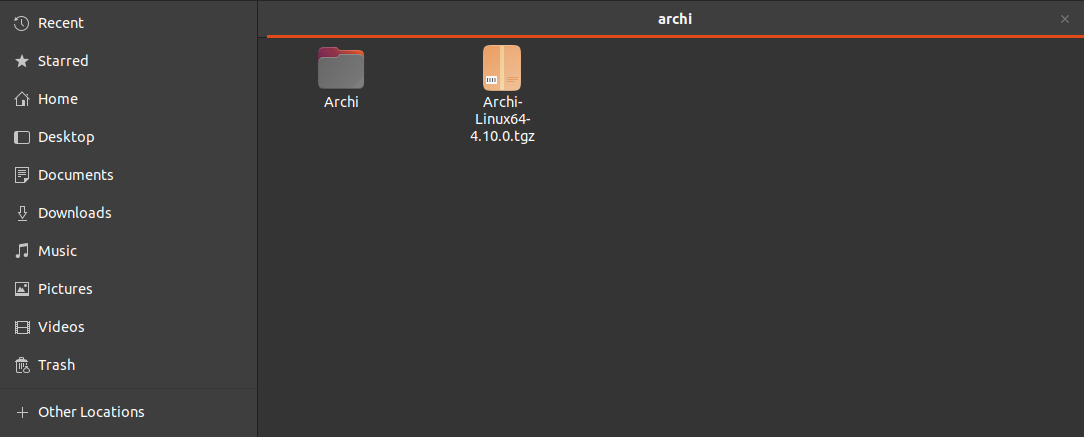 Recent
Starred
Home
Desktop
Documents
Downloads
Music
Pictures
Videos
Trash
Other Locations
archi
Archi
Archi-
Linux64-
4.10.0.tgz